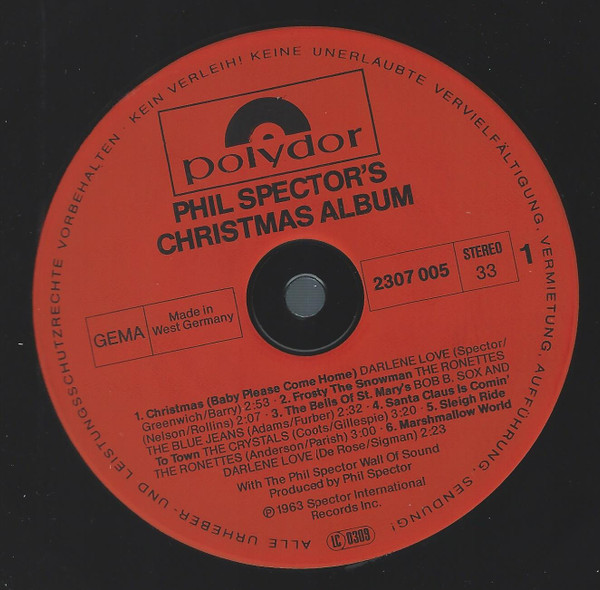 ALLE URHEBER- UND LEISTUNGSSCHUTZRECHTE VORBEHALTEN · KEIN VERLEIH! KEINE UNERLAUBTE VERVIELFÄLTIGUNG, VERMIETUNG, AUFFÜHRUNG, SENDUNG!
polydor
PHIL SPECTOR'S
CHRISTMAS ALBUM
GEMA
Made in
West Germany
2307 005
STEREO
33
1
1. Christmas (Baby Please Come Home) DARLENE LOVE (Spector/
Greenwich/Barry) 2:53 · 2. Frosty The Snowman THE RONETTES
(Nelson/Rollins) 2:07 · 3. The Bells Of St. Mary's BOB B. SOX AND
THE BLUE JEANS (Adams/Furber) 2:32 · 4. Santa Claus Is Comin'
To Town THE CRYSTALS (Coots/Gillespie) 3:20 · 5. Sleigh Ride
THE RONETTES (Anderson/Parish) 3:00 · 6. Marshmallow World
DARLENE LOVE (De Rose/Sigman) 2:23
With The Phil Spector Wall Of Sound
Produced by Phil Spector
℗ 1963 Spector International
Records Inc.
LC 0309